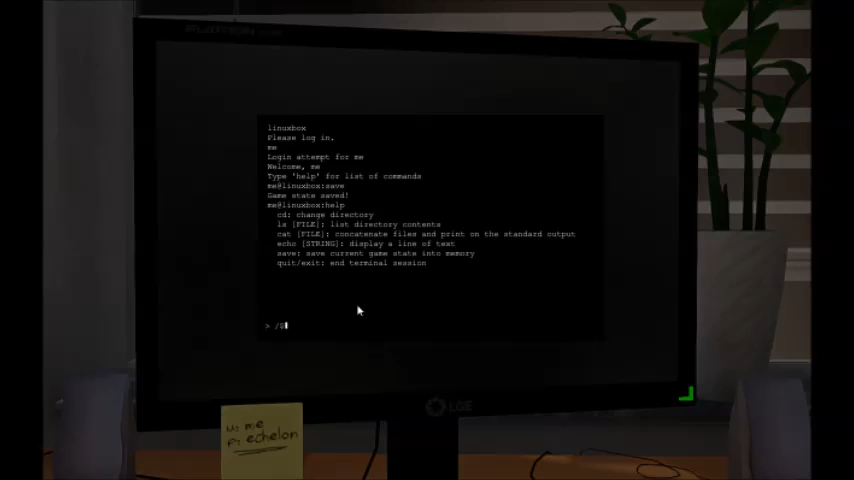 FLATRON
linuxbox
Please log in.
me
Login attempt for me
Welcome, me
Type 'help' for list of commands
me@linuxbox:save
Game state saved!
me@linuxbox:help
cd: change directory
ls [FILE]: list directory contents
cat [FILE]: concatenate files and print on the standard output
echo [STRING]: display a line of text
save: save current game state into memory
quit/exit: end terminal session
LGE
U: me
P: echelon